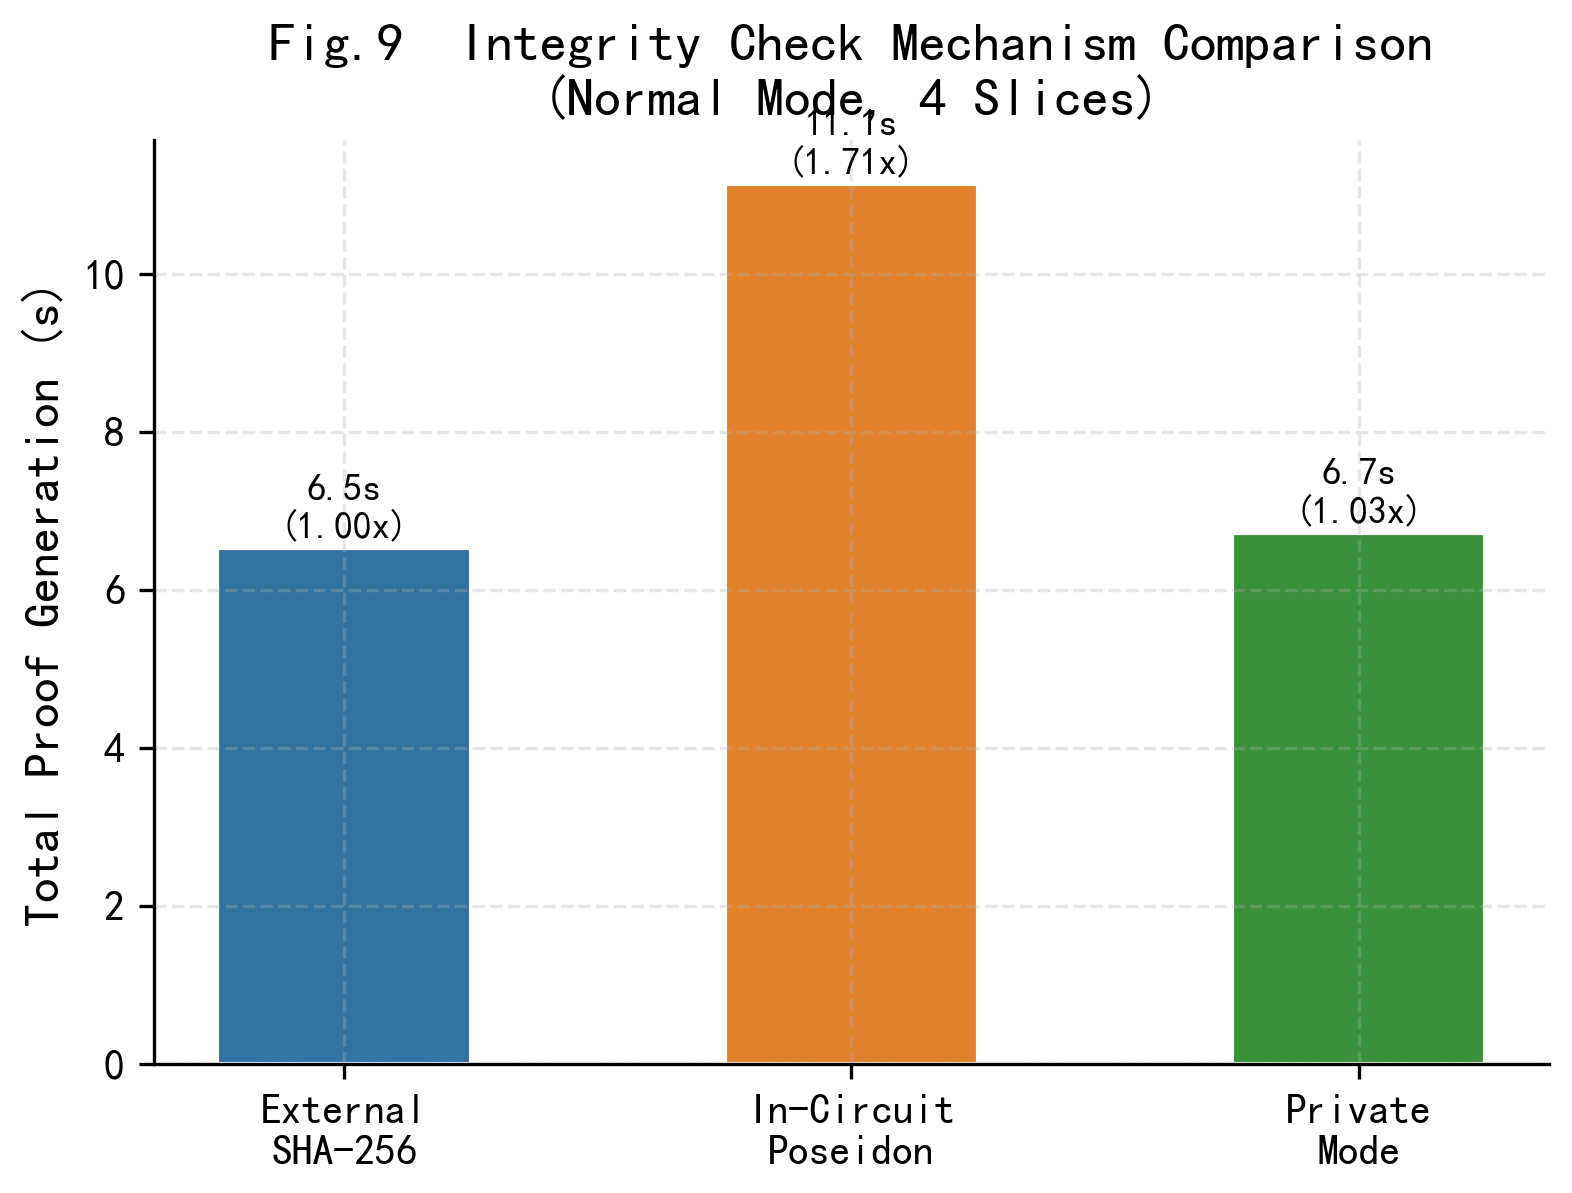 Fig.9  Integrity Check Mechanism Comparison
(Normal Mode, 4 Slices)
11.1s
(1.71x)
6.5s
(1.00x)
6.7s
(1.03x)
Total Proof Generation (s)
10
8
6
4
2
0
External
SHA-256
In-Circuit
Poseidon
Private
Mode